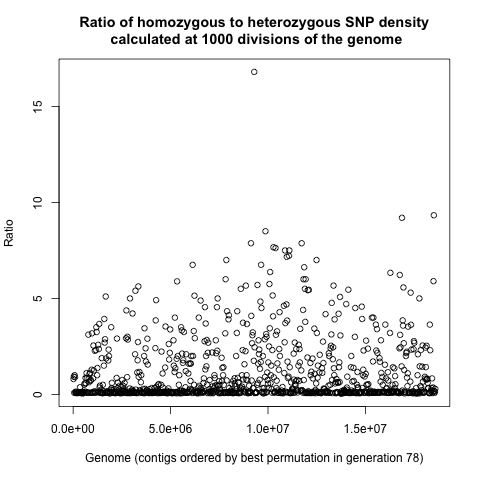 Ratio of homozygous to heterozygous SNP density
calculated at 1000 divisions of the genome
15
10
5
0
Ratio
0.0e+00 5.0e+06 1.0e+07 1.5e+07
Genome (contigs ordered by best permutation in generation 78)